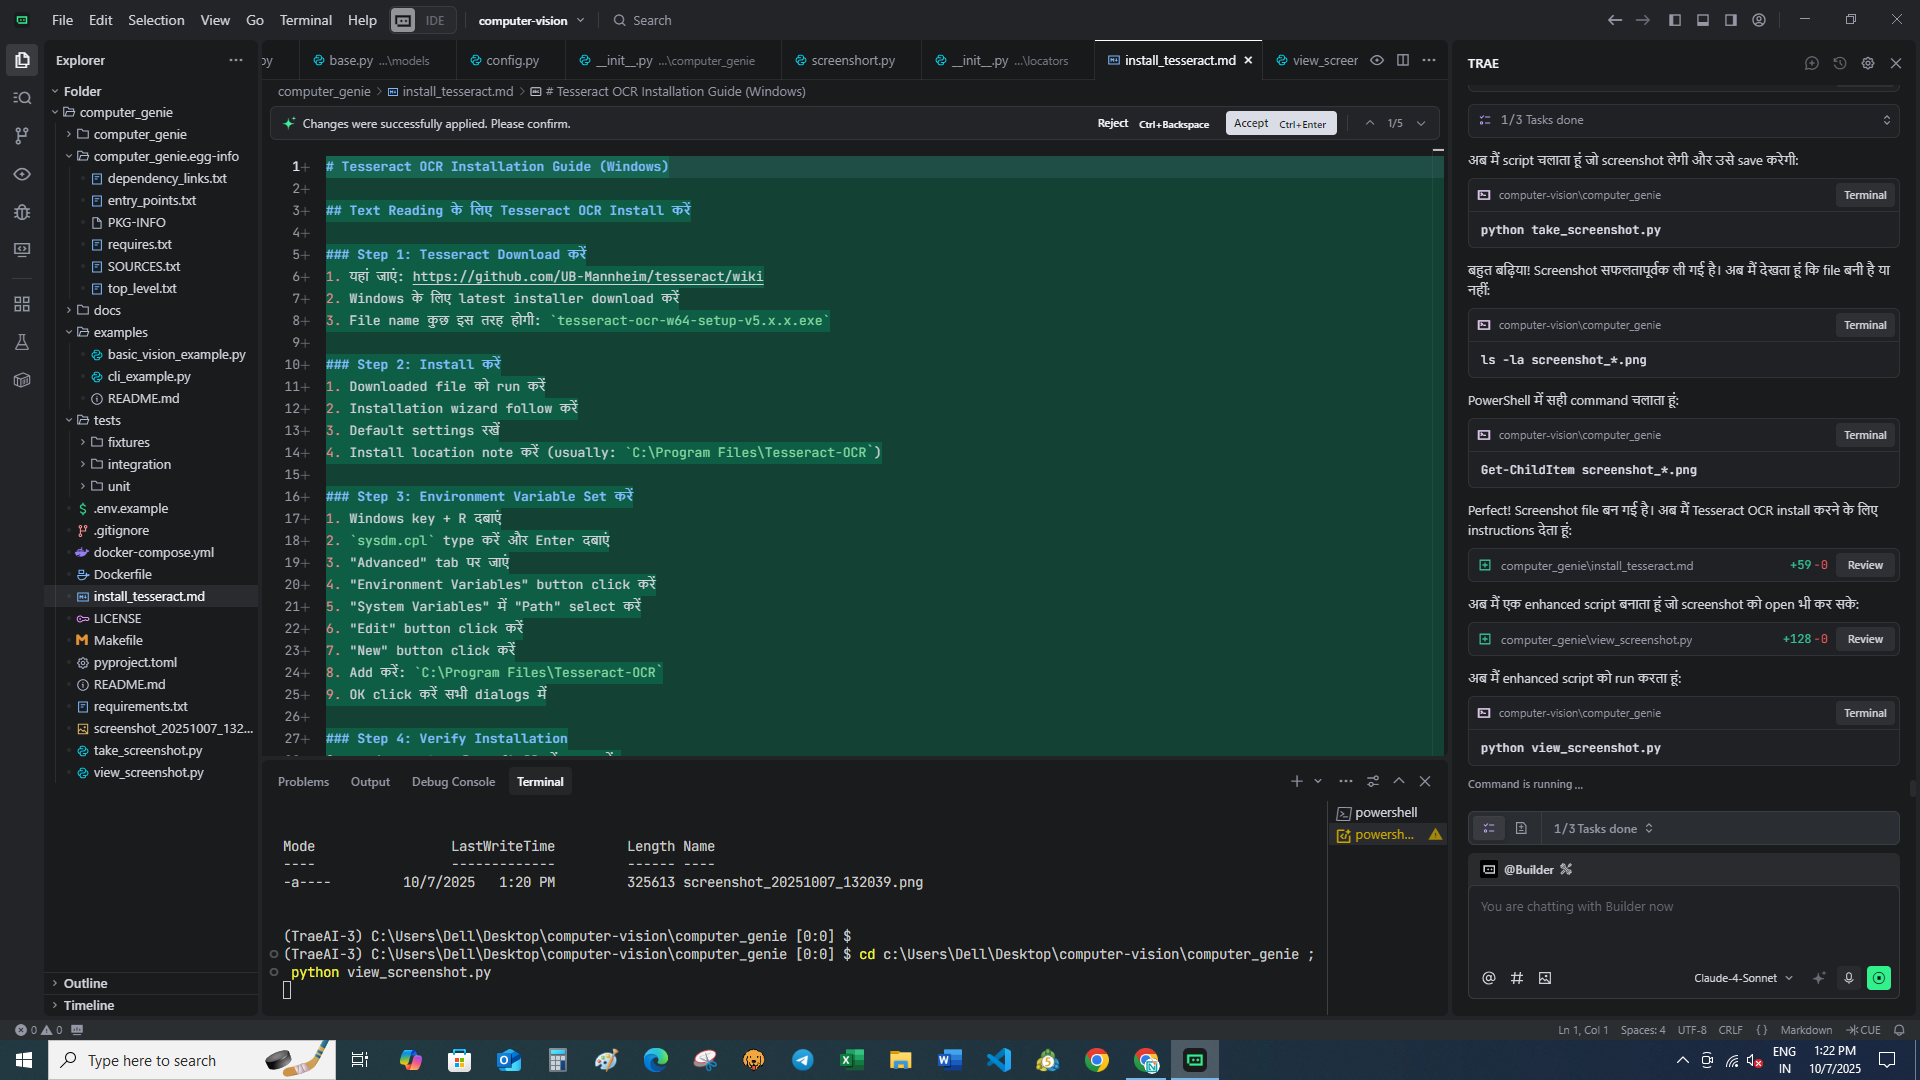 File Edit Selection View Go Terminal Help IDE computer-vision Search
Explorer
Folder
computer_genie
computer_genie
computer_genie.egg-info
dependency_links.txt
entry_points.txt
PKG-INFO
requires.txt
SOURCES.txt
top_level.txt
docs
examples
basic_vision_example.py
cli_example.py
README.md
tests
fixtures
integration
unit
.env.example
.gitignore
docker-compose.yml
Dockerfile
install_tesseract.md
LICENSE
Makefile
pyproject.toml
README.md
requirements.txt
screenshot_20251007_132...
take_screenshot.py
view_screenshot.py
Outline
Timeline
py base.py ...\models config.py __init__.py ...\computer_genie screenshort.py __init__.py ...\locators install_tesseract.md view_screer
computer_genie > install_tesseract.md > # Tesseract OCR Installation Guide (Windows)
Changes were successfully applied. Please confirm. Reject Ctrl+Backspace Accept Ctrl+Enter 1/5
1+ # Tesseract OCR Installation Guide (Windows)
2+
3+ ## Text Reading के लिए Tesseract OCR Install करें
4+
5+ ### Step 1: Tesseract Download करें
6+ 1. यहां जाएं: https://github.com/UB-Mannheim/tesseract/wiki
7+ 2. Windows के लिए latest installer download करें
8+ 3. File name कुछ इस तरह होगी: `tesseract-ocr-w64-setup-v5.x.x.exe`
9+
10+ ### Step 2: Install करें
11+ 1. Downloaded file को run करें
12+ 2. Installation wizard follow करें
13+ 3. Default settings रखें
14+ 4. Install location note करें (usually: `C:\Program Files\Tesseract-OCR`)
15+
16+ ### Step 3: Environment Variable Set करें
17+ 1. Windows key + R दबाएं
18+ 2. `sysdm.cpl` type करें और Enter दबाएं
19+ 3. "Advanced" tab पर जाएं
20+ 4. "Environment Variables" button click करें
21+ 5. "System Variables" में "Path" select करें
22+ 6. "Edit" button click करें
23+ 7. "New" button click करें
24+ 8. Add करें: `C:\Program Files\Tesseract-OCR`
25+ 9. OK click करें सभी dialogs में
26+
27+ ### Step 4: Verify Installation
Problems Output Debug Console Terminal
powershell
powersh...
Mode LastWriteTime Length Name
---- ------------- ------ ----
-a---- 10/7/2025 1:20 PM 325613 screenshot_20251007_132039.png
(TraeAI-3) C:\Users\Dell\Desktop\computer-vision\computer_genie [0:0] $
(TraeAI-3) C:\Users\Dell\Desktop\computer-vision\computer_genie [0:0] $ cd c:\Users\Dell\Desktop\computer-vision\computer_genie ;
python view_screenshot.py
TRAE
1/3 Tasks done
अब मैं script चलाता हूं जो screenshot लेगी और उसे save करेगी:
computer-vision\computer_genie Terminal
python take_screenshot.py
बहुत बढ़िया! Screenshot सफलतापूर्वक ली गई है। अब मैं देखता हूं कि file बनी है या
नहीं:
computer-vision\computer_genie Terminal
ls -la screenshot_*.png
PowerShell में सही command चलाता हूं:
computer-vision\computer_genie Terminal
Get-ChildItem screenshot_*.png
Perfect! Screenshot file बन गई है। अब मैं Tesseract OCR install करने के लिए
instructions देता हूं:
computer_genie\install_tesseract.md +59 -0 Review
अब मैं एक enhanced script बनाता हूं जो screenshot को open भी कर सके:
computer_genie\view_screenshot.py +128 -0 Review
अब मैं enhanced script को run करता हूं:
computer-vision\computer_genie Terminal
python view_screenshot.py
Command is running ...
1/3 Tasks done
@Builder
You are chatting with Builder now
Claude-4-Sonnet
0 0
Ln 1, Col 1 Spaces: 4 UTF-8 CRLF {} Markdown CUE
Type here to search
ENG
IN
1:22 PM
10/7/2025